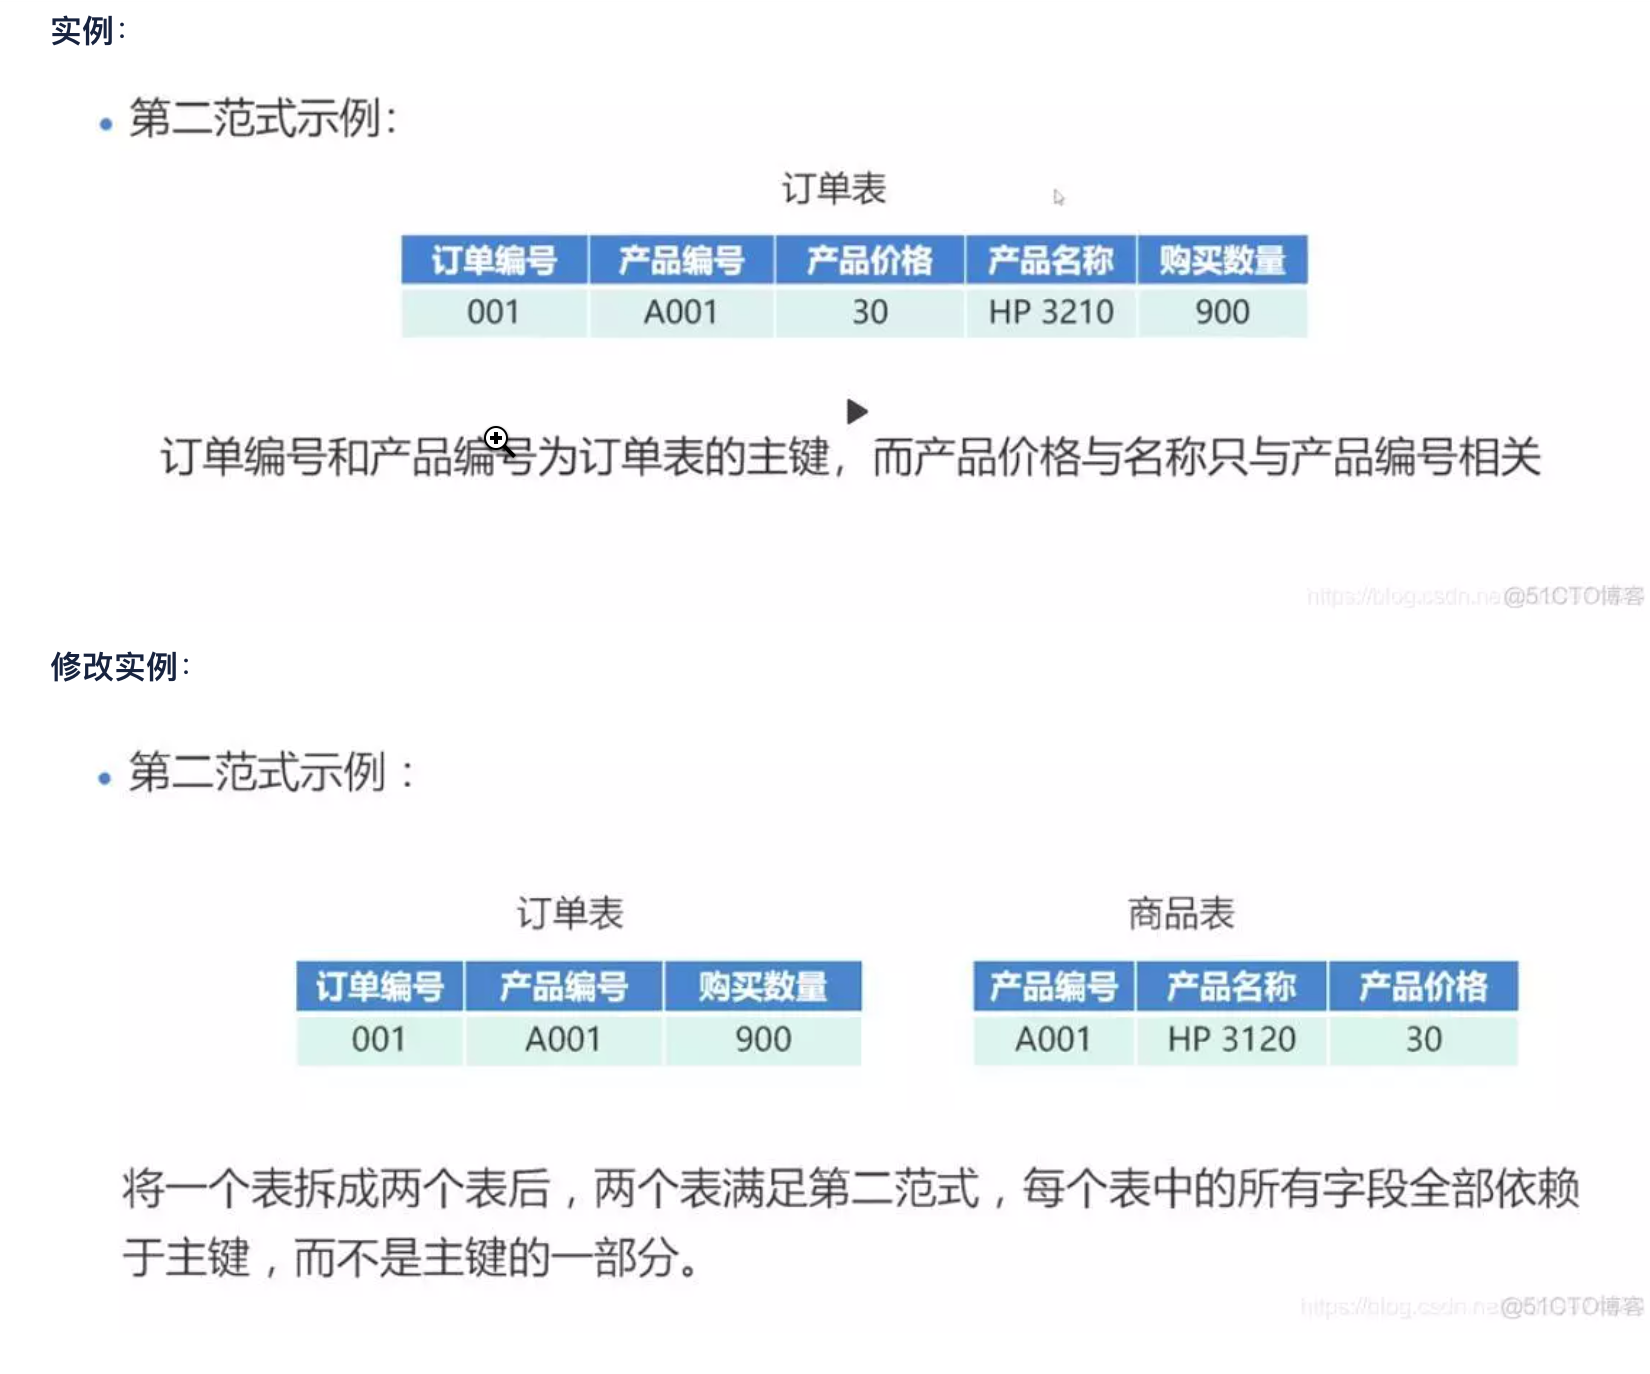 实例：
第二范式示例：
订单表
订单编号 产品编号 产品价格 产品名称 购买数量
001 A001 30 HP 3210 900
订单编号和产品编号为订单表的主键，而产品价格与名称只与产品编号相关
https://blog.csdn.ne @51CTO博客
修改实例：
第二范式示例：
订单表 商品表
订单编号 产品编号 购买数量 产品编号 产品名称 产品价格
001 A001 900 A001 HP 3120 30
将一个表拆成两个表后，两个表满足第二范式，每个表中的所有字段全部依赖
于主键，而不是主键的一部分。
https://blog.csdn.ne @51CTO博客